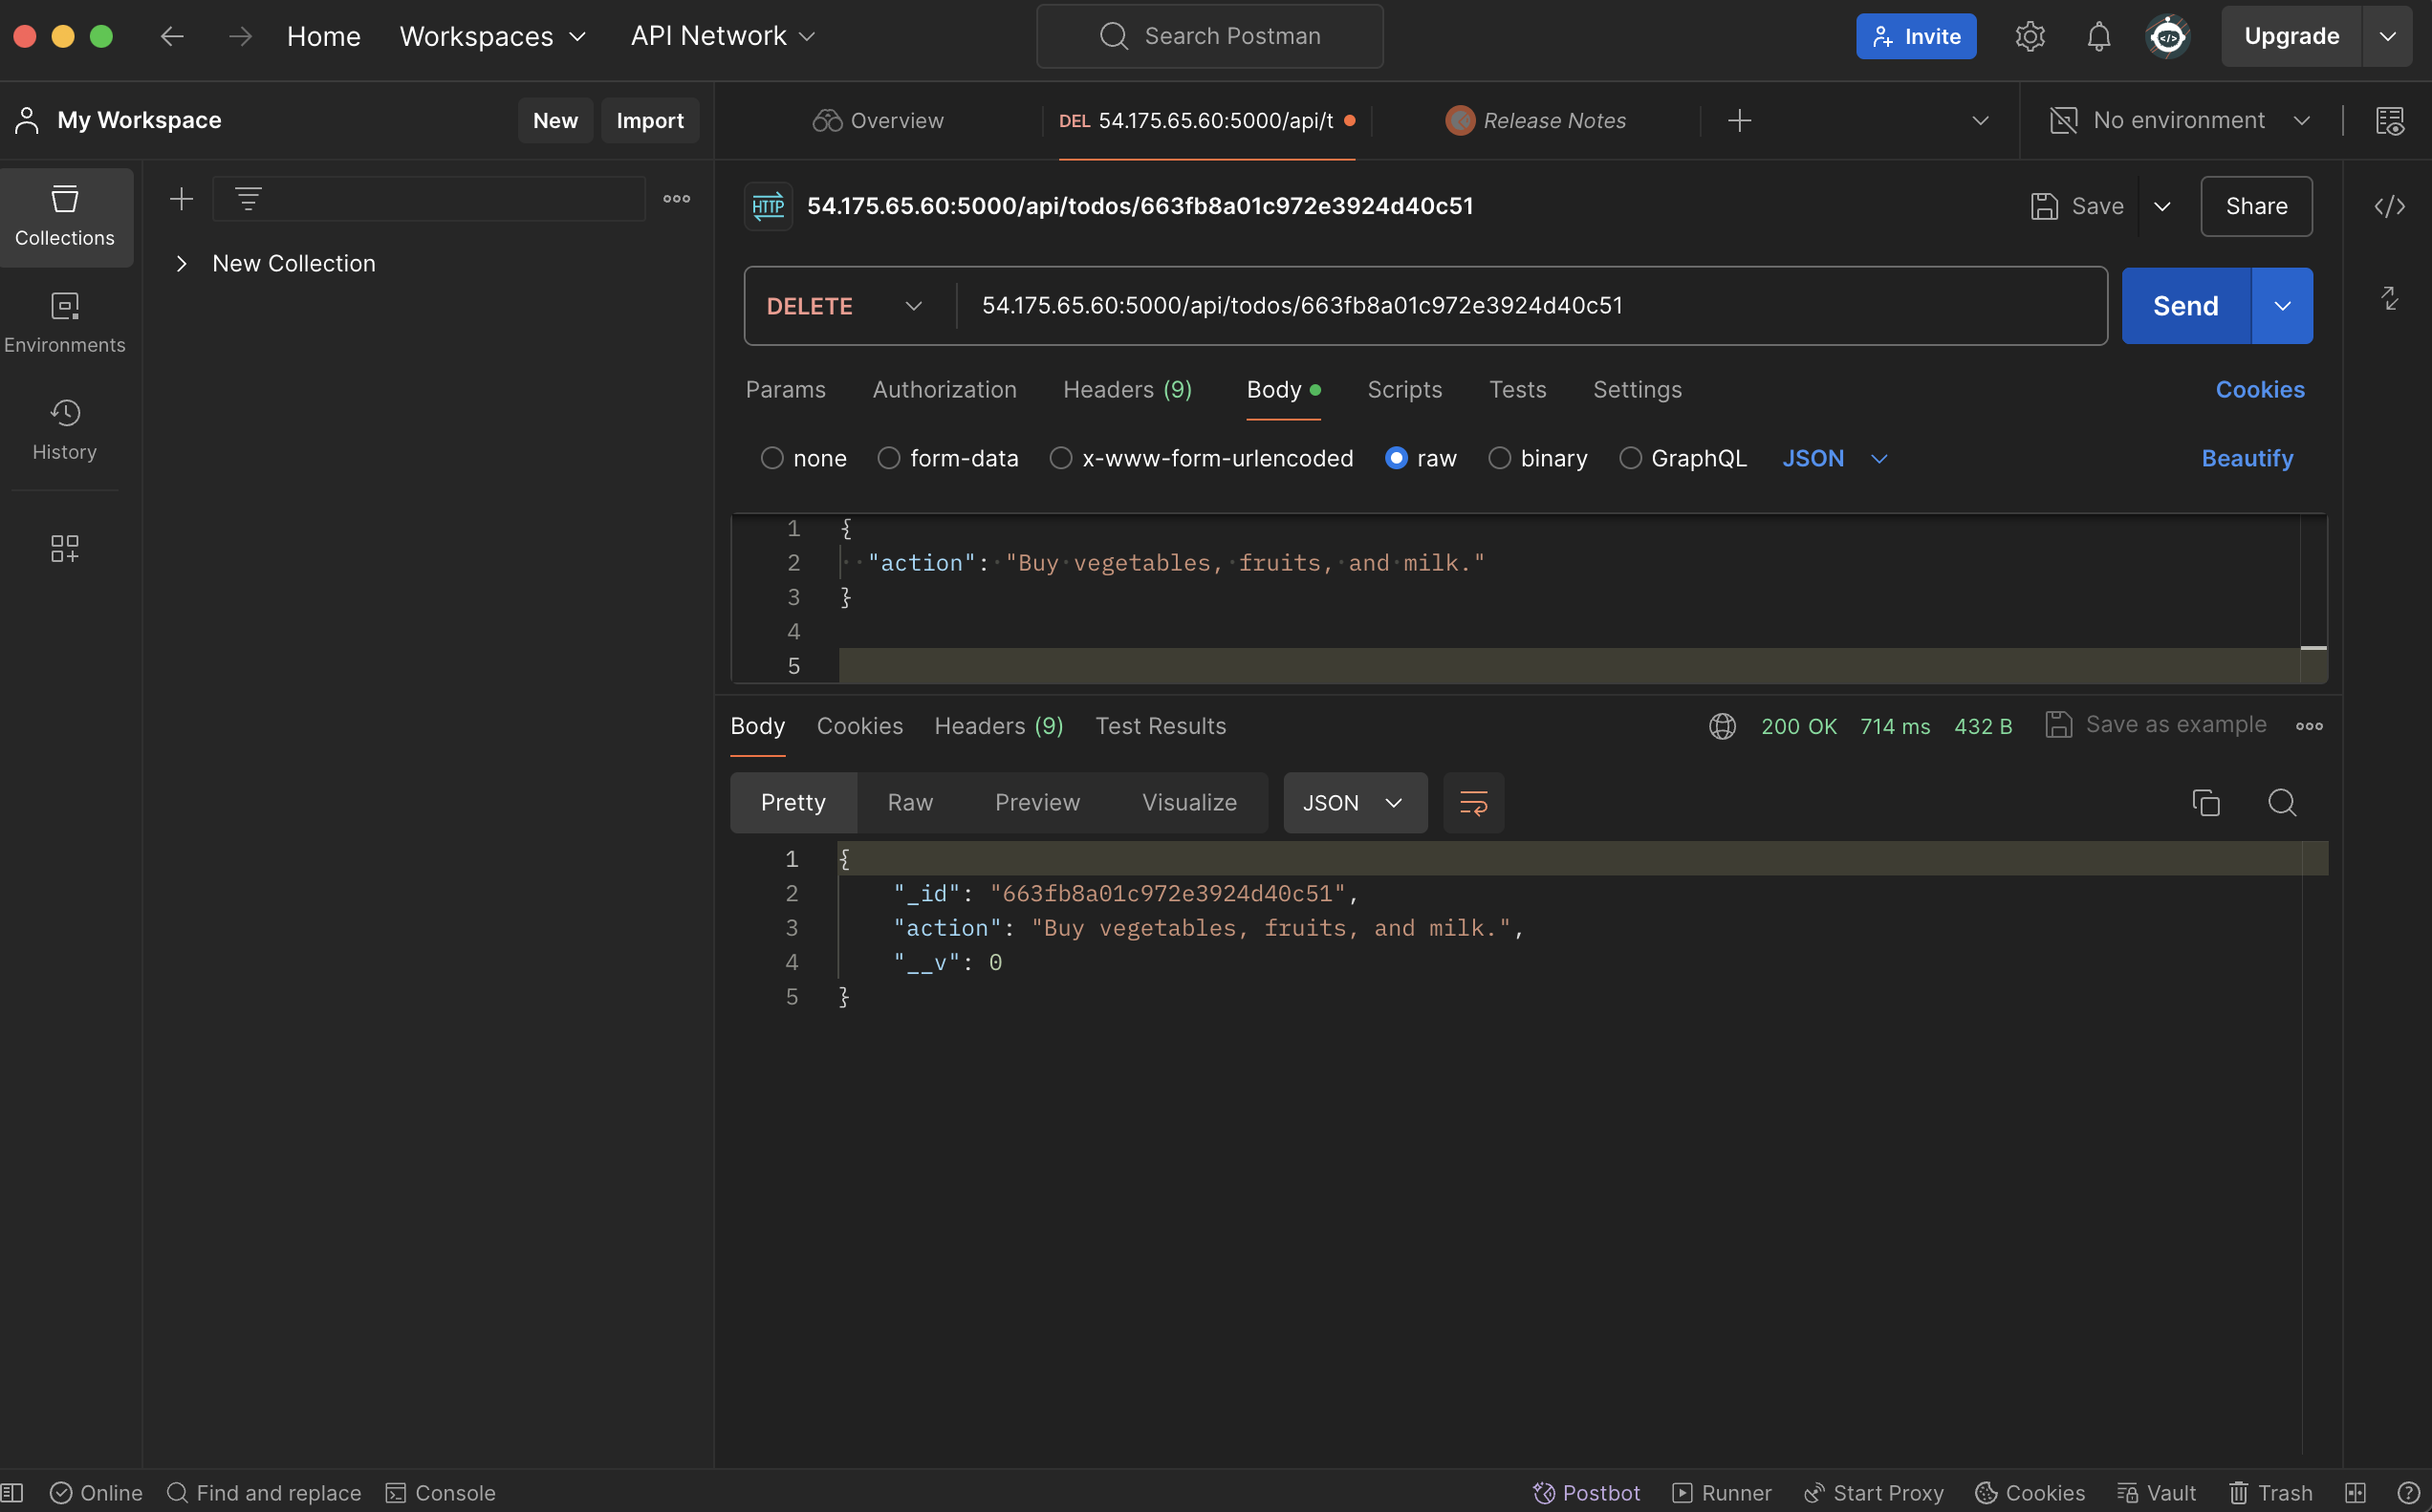 Home Workspaces API Network Search Postman Invite Upgrade
My Workspace New Import Overview DEL 54.175.65.60:5000/api/t Release Notes No environment
Collections
Environments
History
New Collection
HTTP 54.175.65.60:5000/api/todos/663fb8a01c972e3924d40c51 Save Share
DELETE 54.175.65.60:5000/api/todos/663fb8a01c972e3924d40c51 Send
Params Authorization Headers (9) Body Scripts Tests Settings Cookies
none form-data x-www-form-urlencoded raw binary GraphQL JSON Beautify
1 {
2 "action": "Buy vegetables, fruits, and milk."
3 }
4
5
Body Cookies Headers (9) Test Results 200 OK 714 ms 432 B Save as example
Pretty Raw Preview Visualize JSON
1 {
2 "_id": "663fb8a01c972e3924d40c51",
3 "action": "Buy vegetables, fruits, and milk.",
4 "__v": 0
5 }
Online Find and replace Console Postbot Runner Start Proxy Cookies Vault Trash